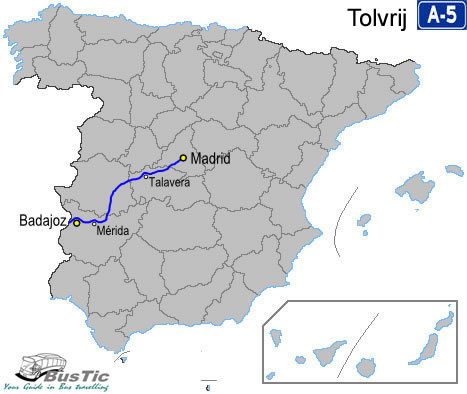 Tolvrij A-5
Madrid
Talavera
Badajoz
Mérida
BusTic
Your Guide in Bus travelling